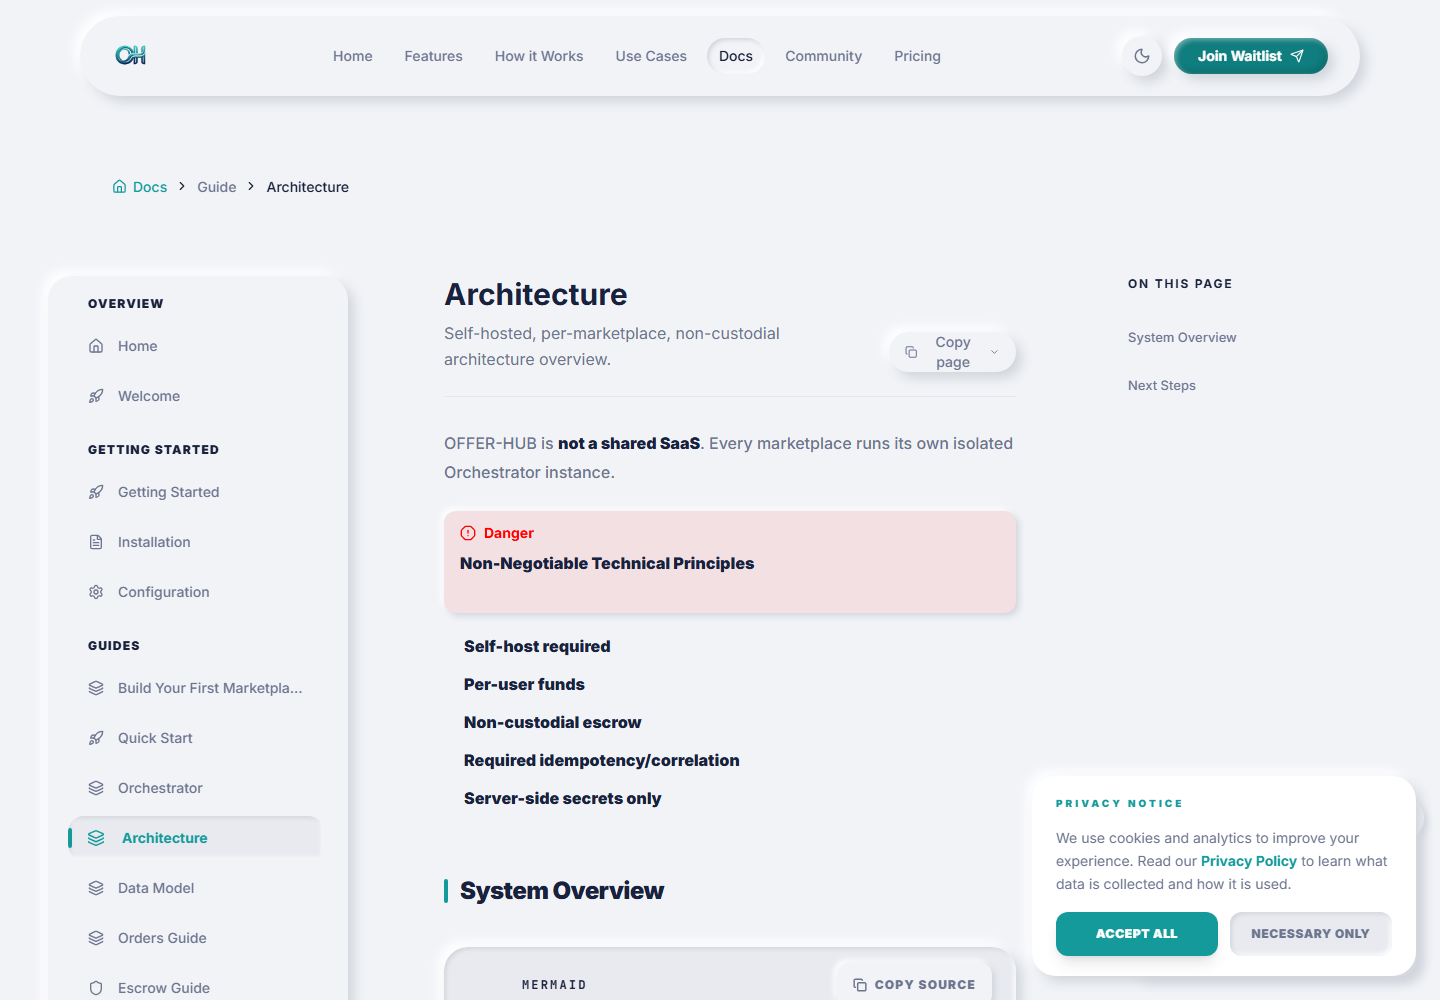 OH
Home
Features
How it Works
Use Cases
Docs
Community
Pricing
Join Waitlist
Docs
Guide
Architecture
OVERVIEW
Home
Welcome
GETTING STARTED
Getting Started
Installation
Configuration
GUIDES
Build Your First Marketpla...
Quick Start
Orchestrator
Architecture
Data Model
Orders Guide
Escrow Guide
Architecture
Self-hosted, per-marketplace, non-custodial
architecture overview.
Copy
page
OFFER-HUB is not a shared SaaS. Every marketplace runs its own isolated
Orchestrator instance.
Danger
Non-Negotiable Technical Principles
Self-host required
Per-user funds
Non-custodial escrow
Required idempotency/correlation
Server-side secrets only
System Overview
MERMAID
COPY SOURCE
ON THIS PAGE
System Overview
Next Steps
PRIVACY NOTICE
We use cookies and analytics to improve your
experience. Read our Privacy Policy to learn what
data is collected and how it is used.
ACCEPT ALL
NECESSARY ONLY